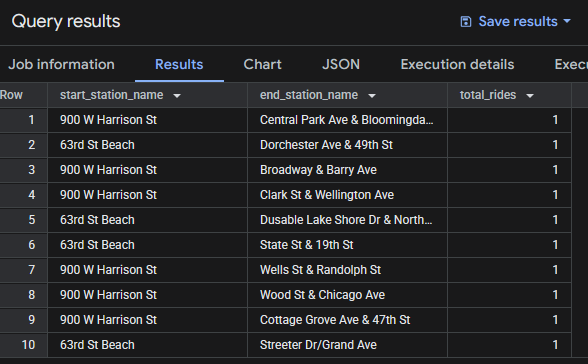 Query results
Save results
Job information Results Chart JSON Execution details Execu
Row start_station_name end_station_name total_rides
1 900 W Harrison St Central Park Ave & Bloomingda... 1
2 63rd St Beach Dorchester Ave & 49th St 1
3 900 W Harrison St Broadway & Barry Ave 1
4 900 W Harrison St Clark St & Wellington Ave 1
5 63rd St Beach Dusable Lake Shore Dr & North... 1
6 63rd St Beach State St & 19th St 1
7 900 W Harrison St Wells St & Randolph St 1
8 900 W Harrison St Wood St & Chicago Ave 1
9 900 W Harrison St Cottage Grove Ave & 47th St 1
10 63rd St Beach Streeter Dr/Grand Ave 1